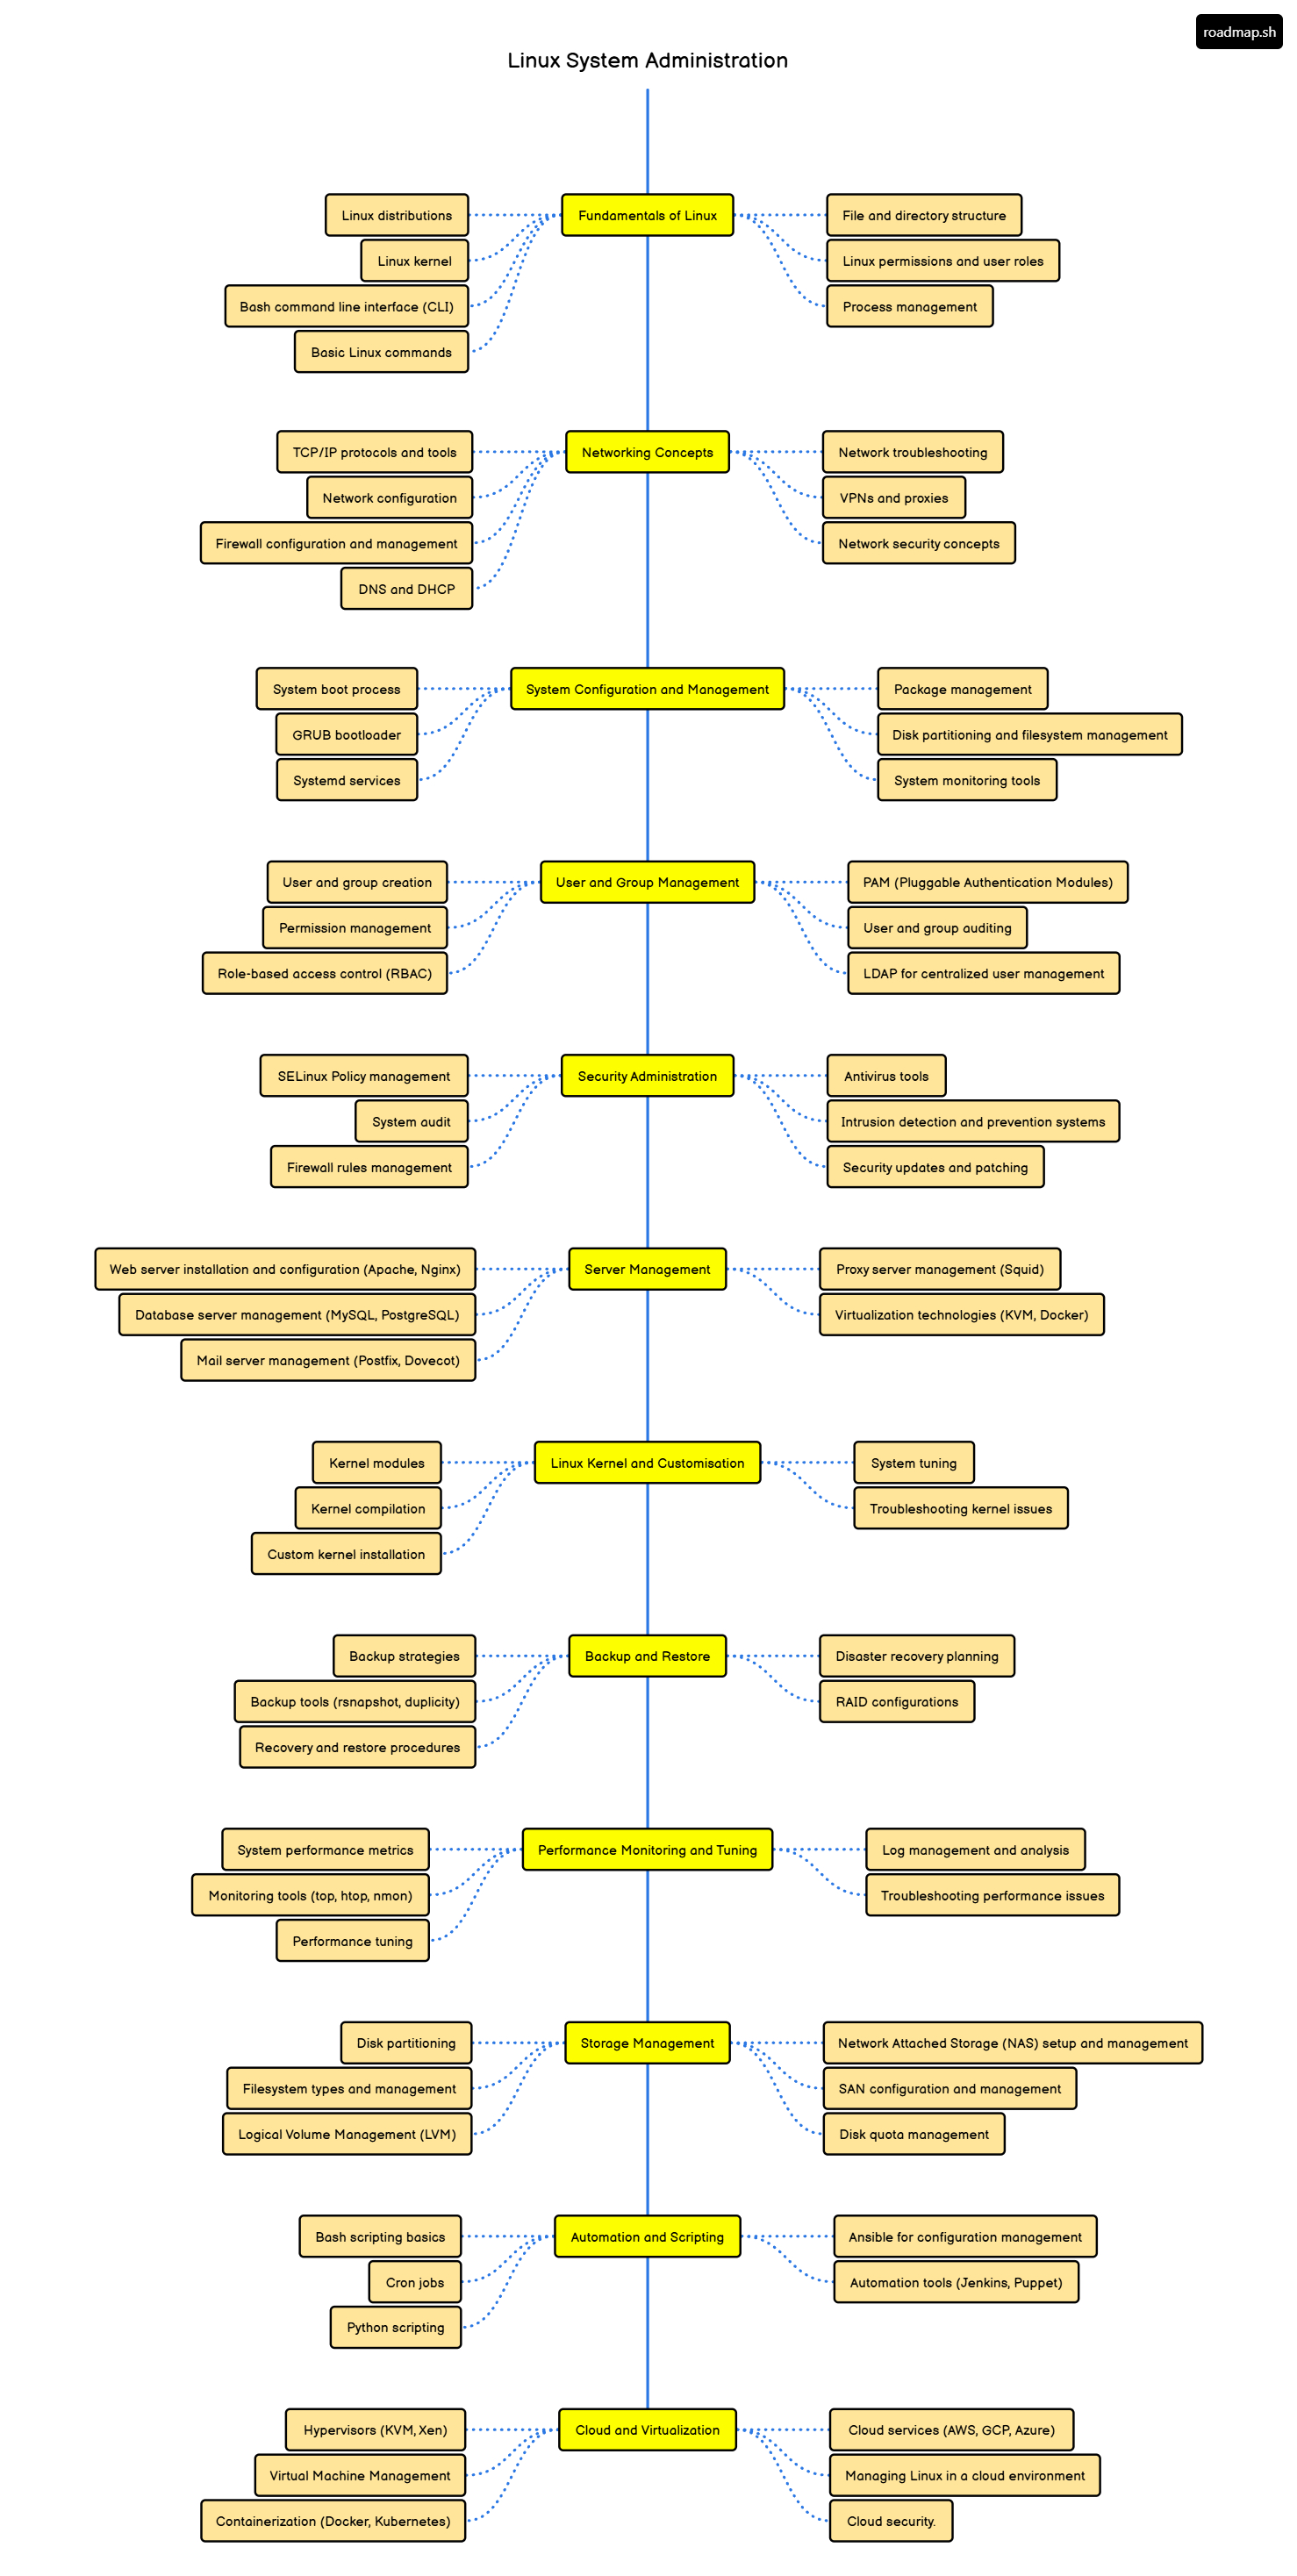 roadmap.sh
Linux System Administration
Fundamentals of Linux
Linux distributions
Linux kernel
Bash command line interface (CLI)
Basic Linux commands
File and directory structure
Linux permissions and user roles
Process management
Networking Concepts
TCP/IP protocols and tools
Network configuration
Firewall configuration and management
DNS and DHCP
Network troubleshooting
VPNs and proxies
Network security concepts
System Configuration and Management
System boot process
GRUB bootloader
Systemd services
Package management
Disk partitioning and filesystem management
System monitoring tools
User and Group Management
User and group creation
Permission management
Role-based access control (RBAC)
PAM (Pluggable Authentication Modules)
User and group auditing
LDAP for centralized user management
Security Administration
SELinux Policy management
System audit
Firewall rules management
Antivirus tools
Intrusion detection and prevention systems
Security updates and patching
Server Management
Web server installation and configuration (Apache, Nginx)
Database server management (MySQL, PostgreSQL)
Mail server management (Postfix, Dovecot)
Proxy server management (Squid)
Virtualization technologies (KVM, Docker)
Linux Kernel and Customisation
Kernel modules
Kernel compilation
Custom kernel installation
System tuning
Troubleshooting kernel issues
Backup and Restore
Backup strategies
Backup tools (rsnapshot, duplicity)
Recovery and restore procedures
Disaster recovery planning
RAID configurations
Performance Monitoring and Tuning
System performance metrics
Monitoring tools (top, htop, nmon)
Performance tuning
Log management and analysis
Troubleshooting performance issues
Storage Management
Disk partitioning
Filesystem types and management
Logical Volume Management (LVM)
Network Attached Storage (NAS) setup and management
SAN configuration and management
Disk quota management
Automation and Scripting
Bash scripting basics
Cron jobs
Python scripting
Ansible for configuration management
Automation tools (Jenkins, Puppet)
Cloud and Virtualization
Hypervisors (KVM, Xen)
Virtual Machine Management
Containerization (Docker, Kubernetes)
Cloud services (AWS, GCP, Azure)
Managing Linux in a cloud environment
Cloud security.